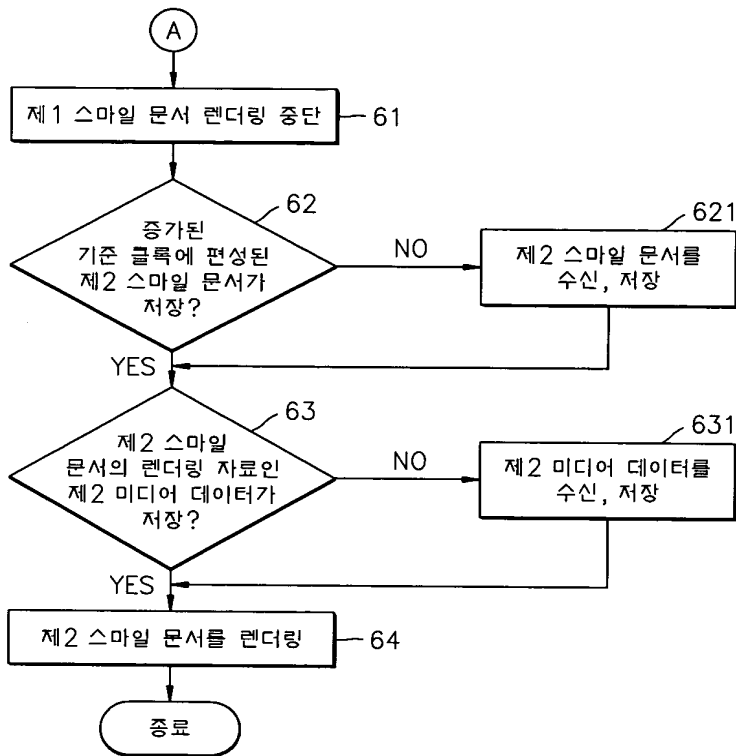 A
제1 스마일 문서 렌더링 중단
61
62
증가된
기준 클록에 편성된
제2 스마일 문서가
저장?
NO
621
제2 스마일 문서를
수신, 저장
YES
63
제2 스마일
문서의 렌더링 자료인
제2 미디어 데이터가
저장?
NO
631
제2 미디어 데이터를
수신, 저장
YES
제2 스마일 문서를 렌더링
64
종료